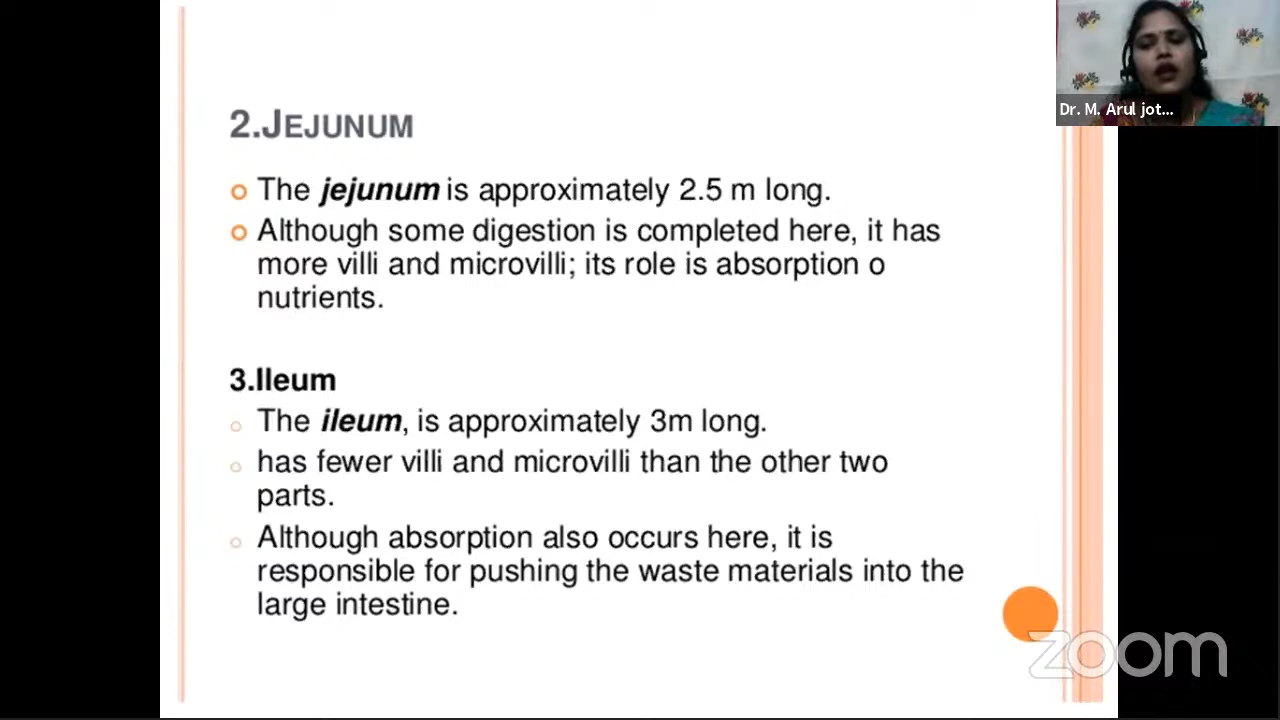 2.JEJUNUM
The jejunum is approximately 2.5 m long.
Although some digestion is completed here, it has
more villi and microvilli; its role is absorption o
nutrients.
3.Ileum
The ileum, is approximately 3m long.
has fewer villi and microvilli than the other two
parts.
Although absorption also occurs here, it is
responsible for pushing the waste materials into the
large intestine.
Dr. M. Arul jot...
zoom